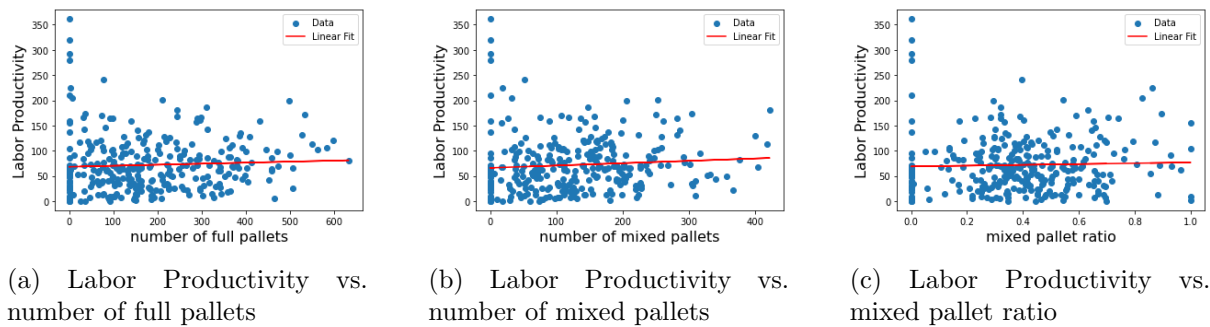 350
300
250
200
150
100
50
0
Labor Productivity
Data
Linear Fit
0 100 200 300 400 500 600
number of full pallets
350
300
250
200
150
100
50
0
Labor Productivity
Data
Linear Fit
0 100 200 300 400
number of mixed pallets
350
300
250
200
150
100
50
0
Labor Productivity
Data
Linear Fit
0.0 0.2 0.4 0.6 0.8 1.0
mixed pallet ratio
(a) Labor Productivity vs.
number of full pallets
(b) Labor Productivity vs.
number of mixed pallets
(c) Labor Productivity vs.
mixed pallet ratio